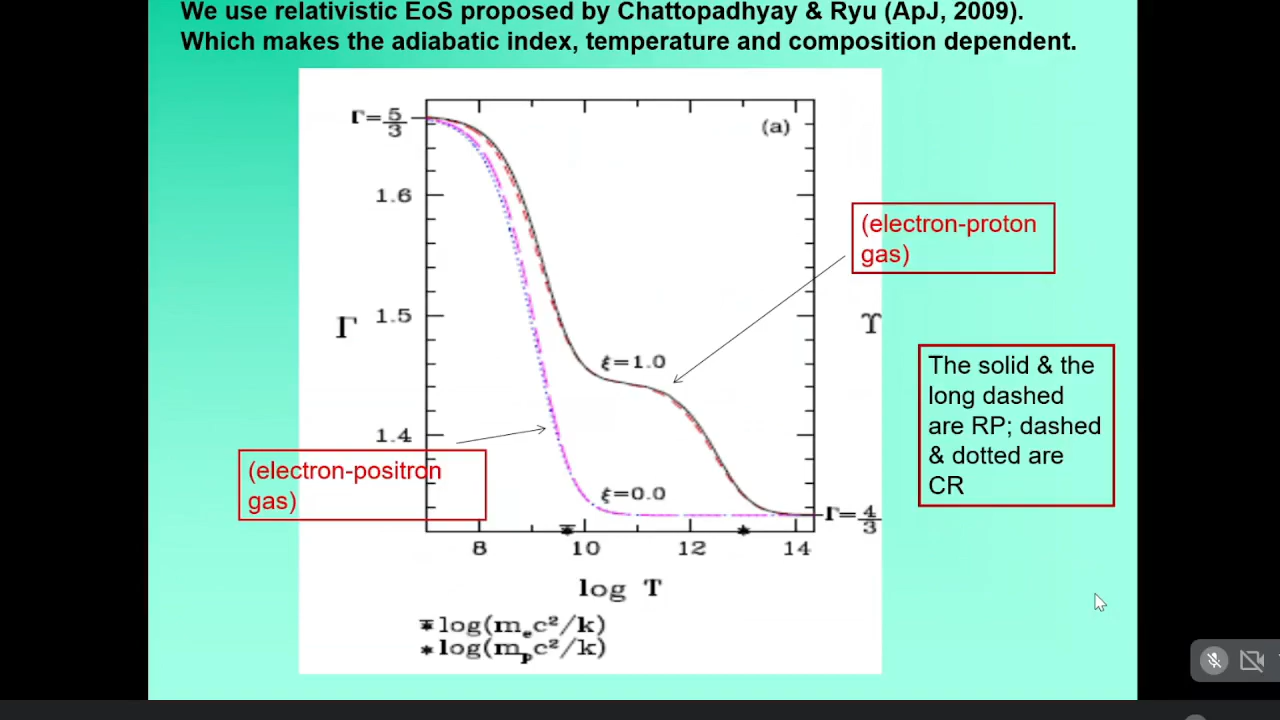 We use relativistic EoS proposed by Chattopadhyay & Ryu (ApJ, 2009).
Which makes the adiabatic index, temperature and composition dependent.
Γ=5/3
(a)
1.6
(electron-proton
gas)
Γ
1.5
ϒ
ξ=1.0
The solid & the
long dashed
are RP; dashed
& dotted are
CR
1.4
(electron-positron
gas)
ξ=0.0
Γ=4/3
8 10 12 14
log T
⁎log(mₑc²/k)
*log(mₚc²/k)